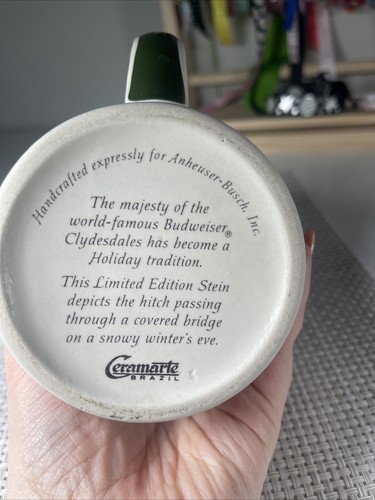 Handcrafted expressly for Anheuser-Busch, Inc.
The majesty of the
world-famous Budweiser®
Clydesdales has become a
Holiday tradition.
This Limited Edition Stein
depicts the hitch passing
through a covered bridge
on a snowy winter's eve.
Ceramarte
BRAZIL